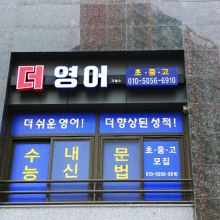 더 영어 초·중·고
010-5056-6910
더쉬운영어! 더향상된성적!
수능 내신 문법 초·중·고
모집
010-5056-6910